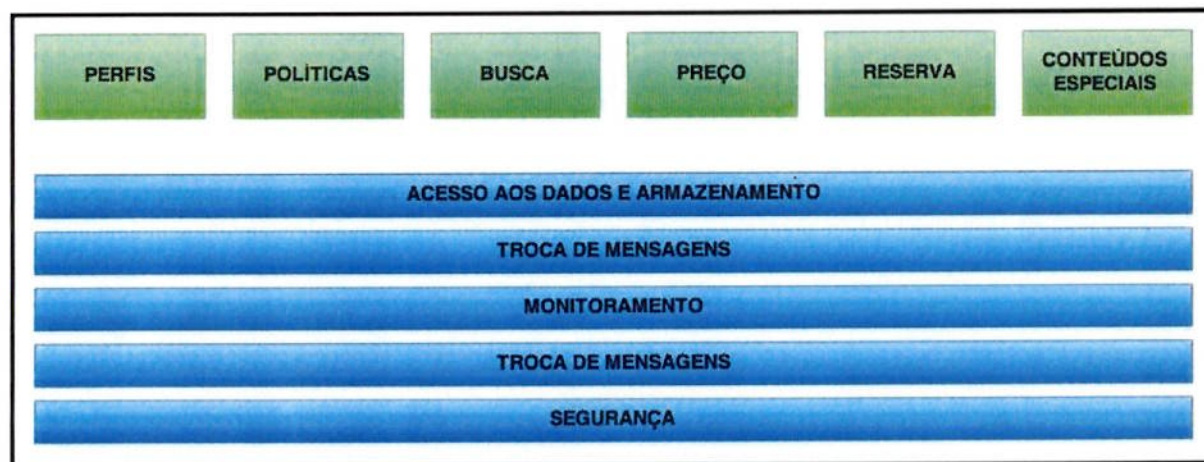 PERFIS
POLÍTICAS
BUSCA
PREÇO
RESERVA
CONTEÚDOS
ESPECIAIS
ACESSO AOS DADOS E ARMAZENAMENTO
TROCA DE MENSAGENS
MONITORAMENTO
TROCA DE MENSAGENS
SEGURANÇA